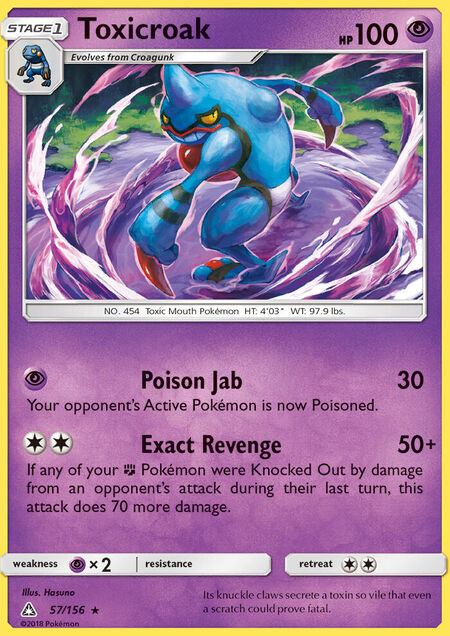 STAGE1
Toxicroak
HP 100
Evolves from Croagunk
NO. 454 Toxic Mouth Pokémon HT: 4'03" WT: 97.9 lbs.
Poison Jab 30
Your opponent's Active Pokémon is now Poisoned.
Exact Revenge 50+
If any of your Pokémon were Knocked Out by damage
from an opponent's attack during their last turn, this
attack does 70 more damage.
weakness ×2 resistance retreat
Illus. Hasuno
57/156 ★
©2018 Pokémon
Its knuckle claws secrete a toxin so vile that even
a scratch could prove fatal.